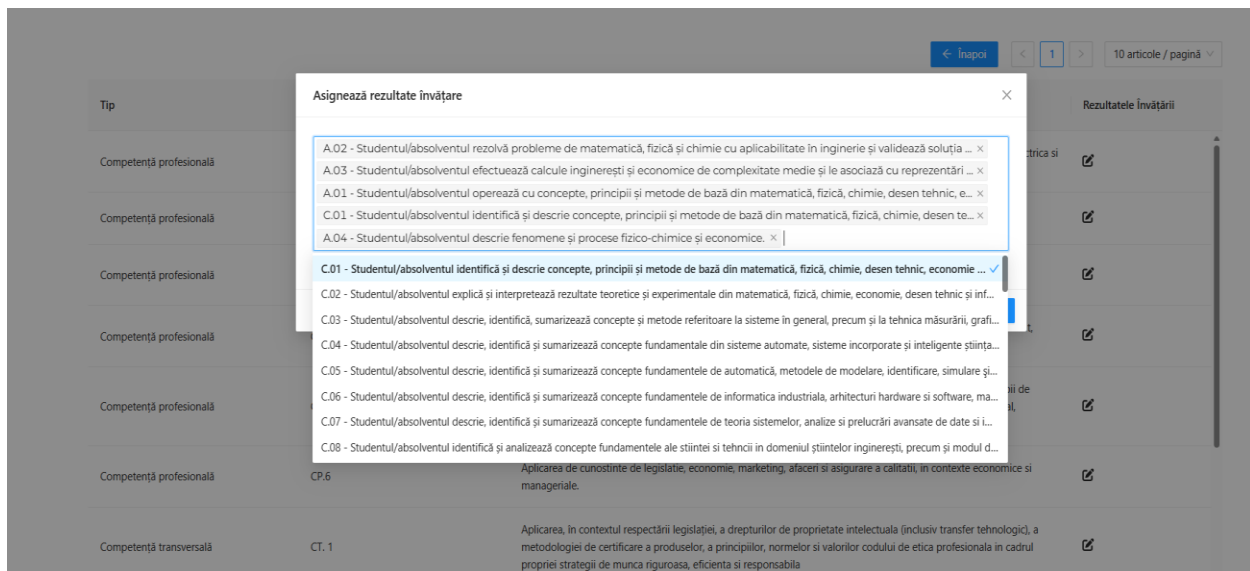 ← Înapoi < 1 > 10 articole / pagină
Asignează rezultate învățare
Tip
Rezultatele Învățării
A.02 - Studentul/absolventul rezolvă probleme de matematică, fizică și chimie cu aplicabilitate în inginerie și validează soluția ... ×
Competență profesională
ctrica si
A.03 - Studentul/absolventul efectuează calcule inginerești și economice de complexitate medie și le asociază cu reprezentări ... ×
A.01 - Studentul/absolventul operează cu concepte, principii și metode de bază din matematică, fizică, chimie, desen tehnic, e... ×
C.01 - Studentul/absolventul identifică și descrie concepte, principii și metode de bază din matematică, fizică, chimie, desen te... ×
Competență profesională
A.04 - Studentul/absolventul descrie fenomene și procese fizico-chimice și economice. ×
C.01 - Studentul/absolventul identifică și descrie concepte, principii și metode de bază din matematică, fizică, chimie, desen tehnic, economie ...
Competență profesională
C.02 - Studentul/absolventul explică și interpretează rezultate teoretice și experimentale din matematică, fizică, chimie, economie, desen tehnic și inf...
C.03 - Studentul/absolventul descrie, identifică, sumarizează concepte și metode referitoare la sisteme în general, precum și la tehnica măsurării, grafi...
Competență profesională
C.04 - Studentul/absolventul descrie, identifică și sumarizează concepte fundamentale din sisteme automate, sisteme incorporate și inteligente știința...
C.05 - Studentul/absolventul descrie, identifică și sumarizează concepte fundamentale de automatică, metodele de modelare, identificare, simulare şi...
C.06 - Studentul/absolventul descrie, identifică și sumarizează concepte fundamentale de informatica industriala, arhitecturi hardware si software, ma...
Competență profesională
C.07 - Studentul/absolventul descrie, identifică și sumarizează concepte fundamentale de teoria sistemelor, analize si prelucrări avansate de date si i...
C.08 - Studentul/absolventul identifică și analizează concepte fundamentale ale stiintei si tehncii in domeniul științelor inginerești, precum și modul d...
Aplicarea de cunostinte de legislatie, economie, marketing, afaceri si asigurare a calitatii, in contexte economice si
Competență profesională CP.6
manageriale.
Aplicarea, în contextul respectării legislației, a drepturilor de proprietate intelectuala (inclusiv transfer tehnologic), a
Competență transversală CT. 1 metodologiei de certificare a produselor, a principiilor, normelor si valorilor codului de etica profesionala in cadrul
propriei strategii de munca riguroasa, eficienta si responsabila